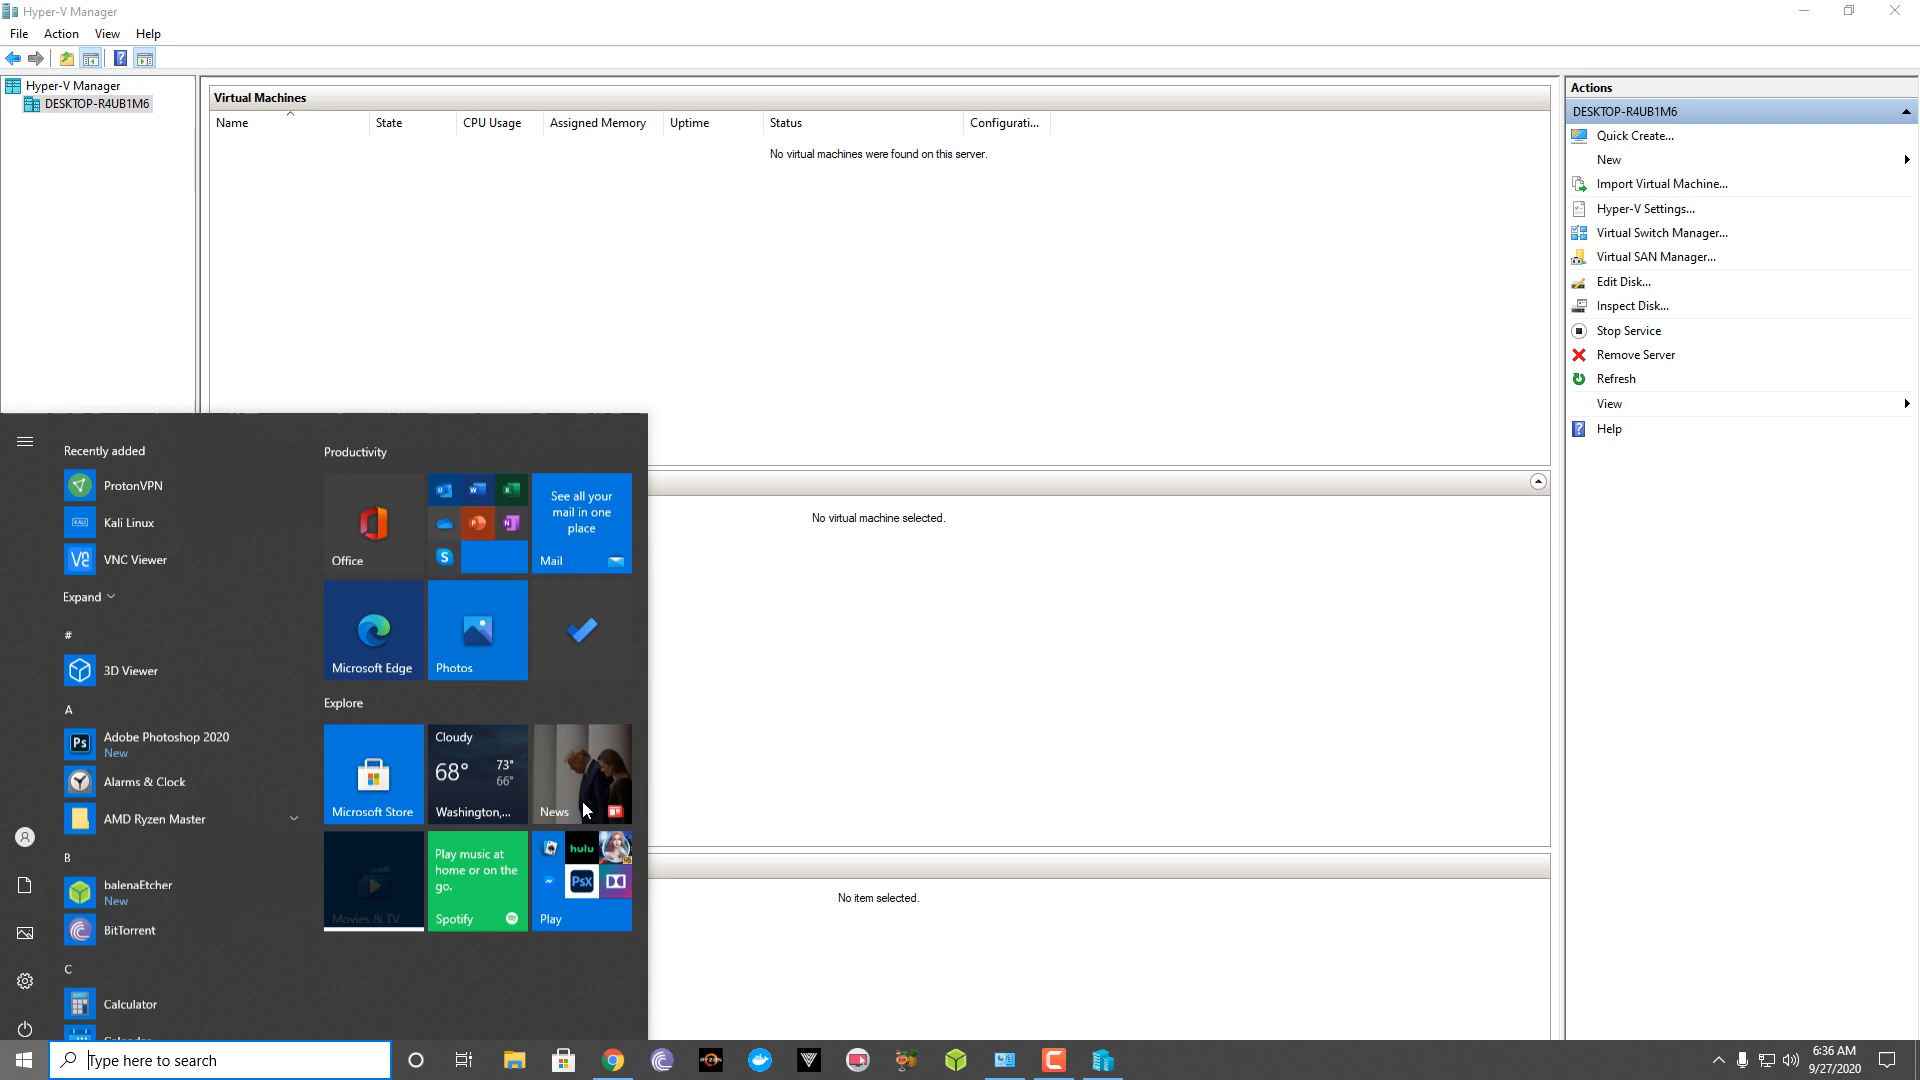 Hyper-V Manager
File Action View Help
Hyper-V Manager
DESKTOP-R4UB1M6
Virtual Machines
Name State CPU Usage Assigned Memory Uptime Status Configurati...
No virtual machines were found on this server.
No virtual machine selected.
No item selected.
Actions
DESKTOP-R4UB1M6
Quick Create...
New
Import Virtual Machine...
Hyper-V Settings...
Virtual Switch Manager...
Virtual SAN Manager...
Edit Disk...
Inspect Disk...
Stop Service
Remove Server
Refresh
View
Help
Recently added
ProtonVPN
KALI
Kali Linux
VNC Viewer
Expand
#
3D Viewer
A
Ps
Adobe Photoshop 2020
New
Alarms & Clock
AMD Ryzen Master
B
balenaEtcher
New
BitTorrent
C
Calculator
Productivity
Office
See all your
mail in one
place
Mail
Microsoft Edge
Photos
Explore
Microsoft Store
Cloudy
68° 73°
66°
Washington,...
News
Movies & TV
Play music at
home or on the
go.
Spotify
hulu
PsX
Play
Type here to search
RYZEN
6:36 AM
9/27/2020